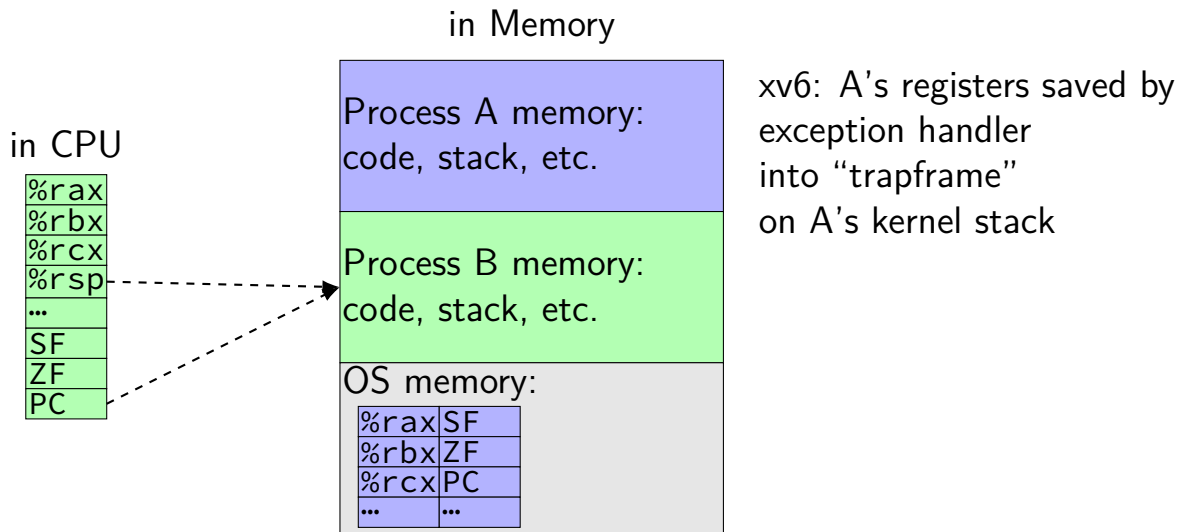 in Memory
in CPU
%rax
%rbx
%rcx
%rsp
…
SF
ZF
PC
Process A memory:
code, stack, etc.
Process B memory:
code, stack, etc.
OS memory:
%rax SF
%rbx ZF
%rcx PC
… …
xv6: A’s registers saved by
exception handler
into “trapframe”
on A’s kernel stack